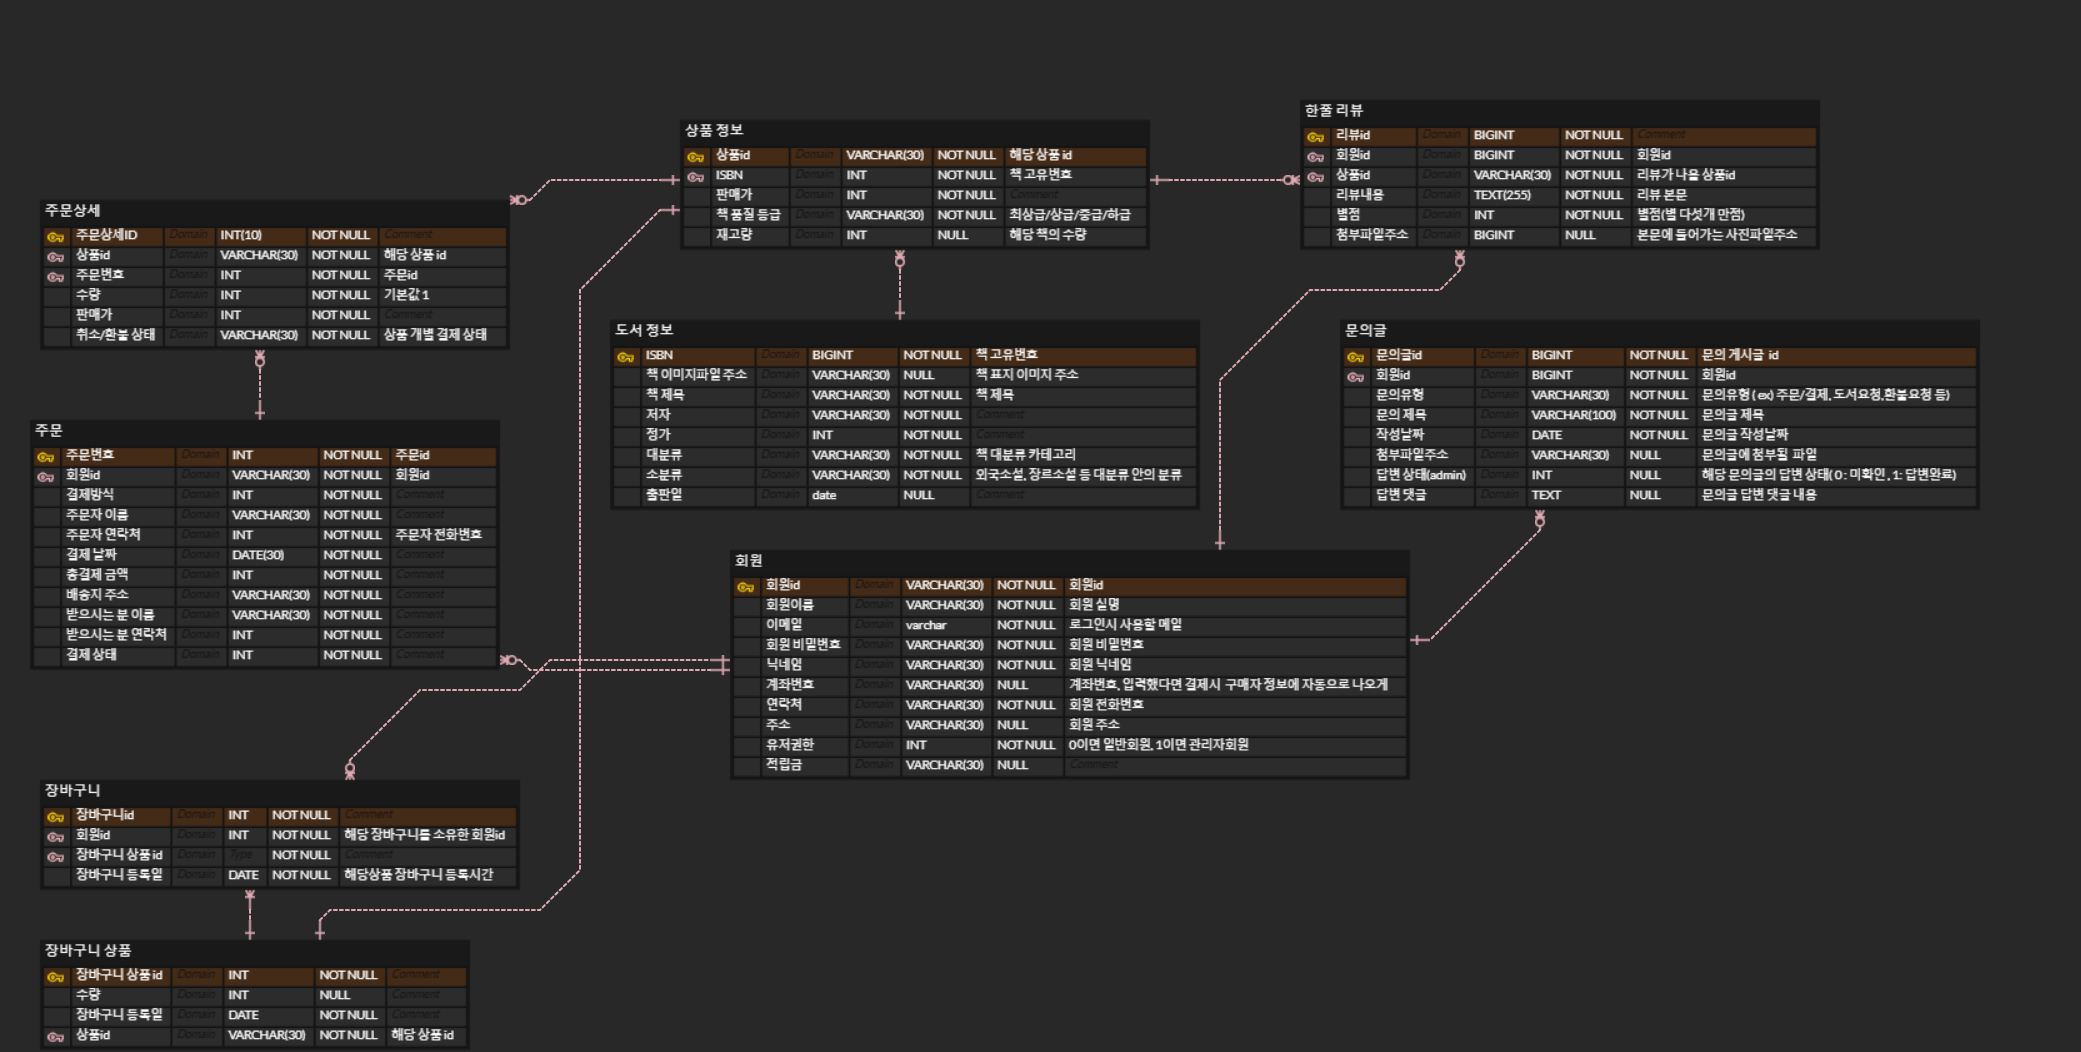 한줄 리뷰
리뷰id Domain BIGINT NOT NULL Comment
회원id Domain BIGINT NOT NULL 회원id
상품id Domain VARCHAR(30) NOT NULL 리뷰가 나올 상품id
리뷰내용 Domain TEXT(255) NOT NULL 리뷰 본문
별점 Domain INT NOT NULL 별점(별 다섯개 만점)
첨부파일주소 Domain BIGINT NULL 본문에 들어가는 사진파일주소
상품 정보
상품id Domain VARCHAR(30) NOT NULL 해당 상품 id
ISBN Domain INT NOT NULL 책 고유번호
판매가 Domain INT NOT NULL Comment
책 품질 등급 Domain VARCHAR(30) NOT NULL 최상급/상급/중급/하급
재고량 Domain INT NULL 해당 책의 수량
주문상세
주문상세ID Domain INT(10) NOT NULL Comment
상품id Domain VARCHAR(30) NOT NULL 해당 상품 id
주문번호 Domain INT NOT NULL 주문id
수량 Domain INT NOT NULL 기본값 1
판매가 Domain INT NOT NULL Comment
취소/환불 상태 Domain VARCHAR(30) NOT NULL 상품 개별 결제 상태
도서 정보
ISBN Domain BIGINT NOT NULL 책 고유번호
책 이미지파일 주소 Domain VARCHAR(30) NULL 책 표지 이미지 주소
책 제목 Domain VARCHAR(30) NOT NULL 책 제목
저자 Domain VARCHAR(30) NOT NULL Comment
정가 Domain INT NOT NULL Comment
대분류 Domain VARCHAR(30) NOT NULL 책 대분류 카테고리
소분류 Domain VARCHAR(30) NOT NULL 외국소설, 장르소설 등 대분류 안의 분류
출판일 Domain date NULL Comment
문의글
문의글id Domain BIGINT NOT NULL 문의 게시글 id
회원id Domain BIGINT NOT NULL 회원id
문의유형 Domain VARCHAR(30) NOT NULL 문의유형 ( ex) 주문/결제, 도서요청,환불요청 등)
문의 제목 Domain VARCHAR(100) NOT NULL 문의글 제목
작성날짜 Domain DATE NOT NULL 문의글 작성날짜
첨부파일주소 Domain VARCHAR(30) NULL 문의글에 첨부될 파일
답변 상태(admin) Domain INT NULL 해당 문의글의 답변 상태( 0 : 미확인 , 1 : 답변완료)
답변 댓글 Domain TEXT NULL 문의글 답변 댓글 내용
주문
주문번호 Domain INT NOT NULL 주문id
회원id Domain VARCHAR(30) NOT NULL 회원id
결제방식 Domain INT NOT NULL Comment
주문자 이름 Domain VARCHAR(30) NOT NULL Comment
주문자 연락처 Domain INT NOT NULL 주문자 전화번호
결제 날짜 Domain DATE(30) NOT NULL Comment
총결제 금액 Domain INT NOT NULL Comment
배송지 주소 Domain VARCHAR(30) NOT NULL Comment
받으시는 분 이름 Domain VARCHAR(30) NOT NULL Comment
받으시는 분 연락처 Domain INT NOT NULL Comment
결제 상태 Domain INT NOT NULL Comment
회원
회원id Domain VARCHAR(30) NOT NULL 회원id
회원이름 Domain VARCHAR(30) NOT NULL 회원 실명
이메일 Domain varchar NOT NULL 로그인시 사용할 메일
회원 비밀번호 Domain VARCHAR(30) NOT NULL 회원 비밀번호
닉네임 Domain VARCHAR(30) NOT NULL 회원 닉네임
계좌번호 Domain VARCHAR(30) NULL 계좌번호, 입력했다면 결제시 구매자 정보에 자동으로 나오게
연락처 Domain VARCHAR(30) NOT NULL 회원 전화번호
주소 Domain VARCHAR(30) NULL 회원 주소
유저권한 Domain INT NOT NULL 0이면 일반회원, 1이면 관리자회원
적립금 Domain VARCHAR(30) NULL Comment
장바구니
장바구니id Domain INT NOT NULL Comment
회원id Domain INT NOT NULL 해당 장바구니를 소유한 회원id
장바구니 상품 id Domain Type NOT NULL Comment
장바구니 등록일 Domain DATE NOT NULL 해당상품 장바구니 등록시간
장바구니 상품
장바구니 상품 id Domain INT NOT NULL Comment
수량 Domain INT NULL Comment
장바구니 등록일 Domain DATE NOT NULL Comment
상품id Domain VARCHAR(30) NOT NULL 해당 상품 id